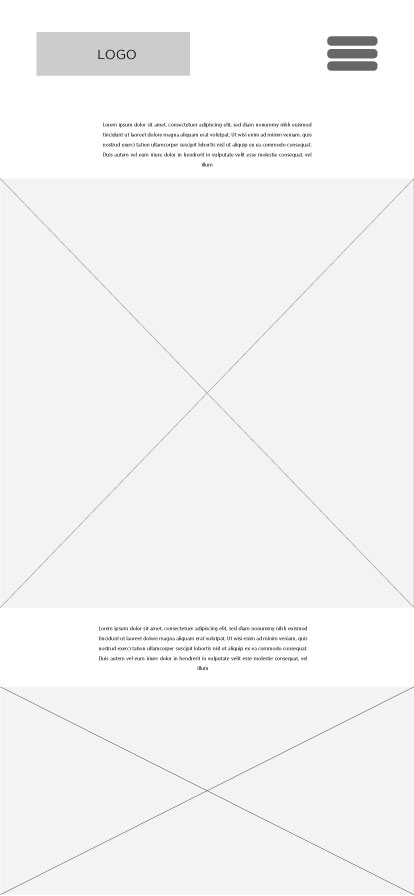 LOGO
Lorem ipsum dolor sit amet, consectetuer adipiscing elit, sed diam nonummy nibh euismod
tincidunt ut laoreet dolore magna aliquam erat volutpat. Ut wisi enim ad minim veniam, quis
nostrud exerci tation ullamcorper suscipit lobortis nisl ut aliquip ex ea commodo consequat.
Duis autem vel eum iriure dolor in hendrerit in vulputate velit esse molestie consequat, vel
illum
Lorem ipsum dolor sit amet, consectetuer adipiscing elit, sed diam nonummy nibh euismod
tincidunt ut laoreet dolore magna aliquam erat volutpat. Ut wisi enim ad minim veniam, quis
nostrud exerci tation ullamcorper suscipit lobortis nisl ut aliquip ex ea commodo consequat.
Duis autem vel eum iriure dolor in hendrerit in vulputate velit esse molestie consequat, vel
illum